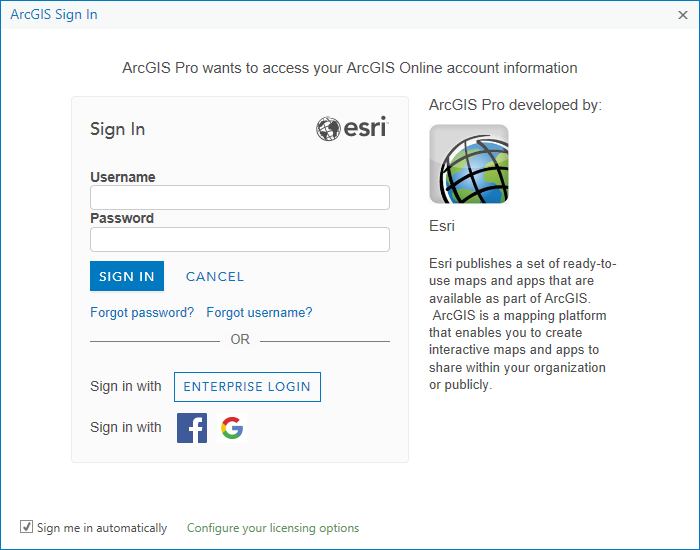 ArcGIS Sign In
ArcGIS Pro wants to access your ArcGIS Online account information
Sign In
esri
Username
Password
SIGN IN CANCEL
Forgot password? Forgot username?
OR
Sign in with ENTERPRISE LOGIN
Sign in with
ArcGIS Pro developed by:
Esri
Esri publishes a set of ready-to-
use maps and apps that are
available as part of ArcGIS.
ArcGIS is a mapping platform
that enables you to create
interactive maps and apps to
share within your organization
or publicly.
Sign me in automatically Configure your licensing options